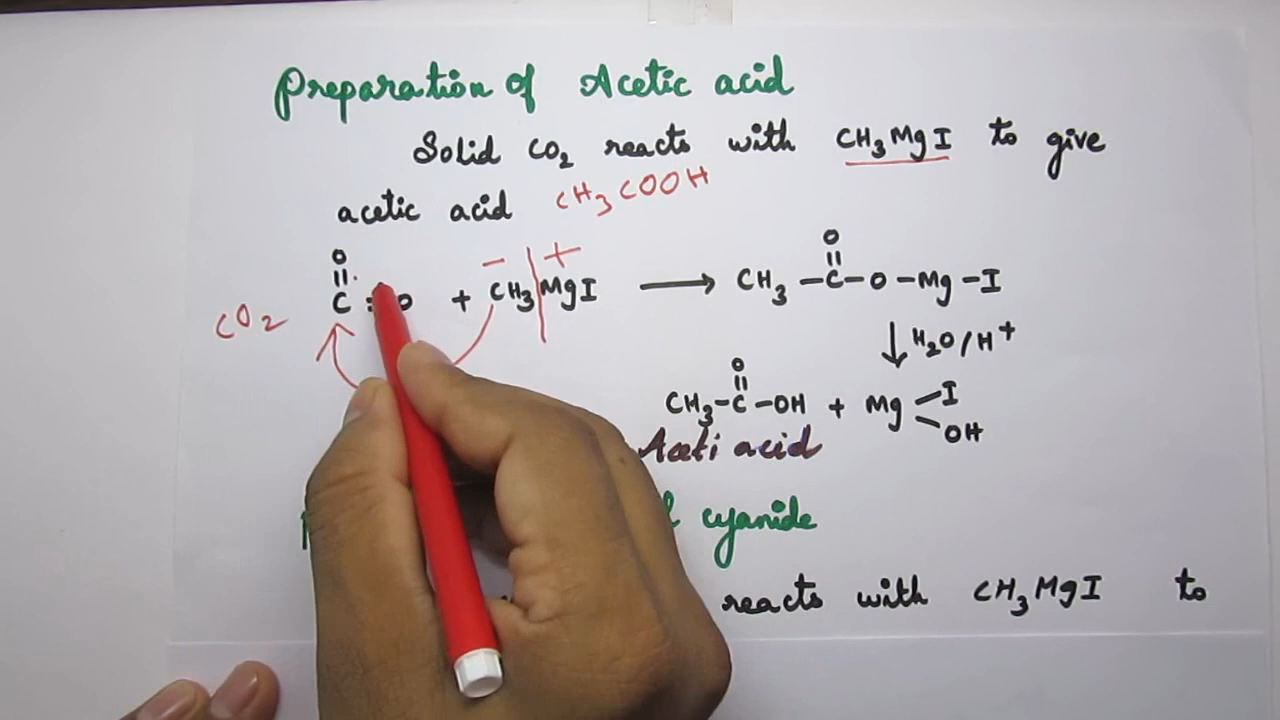 Preparation of Acetic acid
Solid CO2 reacts with CH3MgI to give
acetic acid CH3COOH
O
||
C = O + CH3 MgI ⟶ CH3 - C - O - Mg - I
− +
O
||
CO2
↓ H2O/H+
O
||
CH3 - C - OH + Mg
I
OH
Aceti acid
cyanide
reacts with CH3MgI to